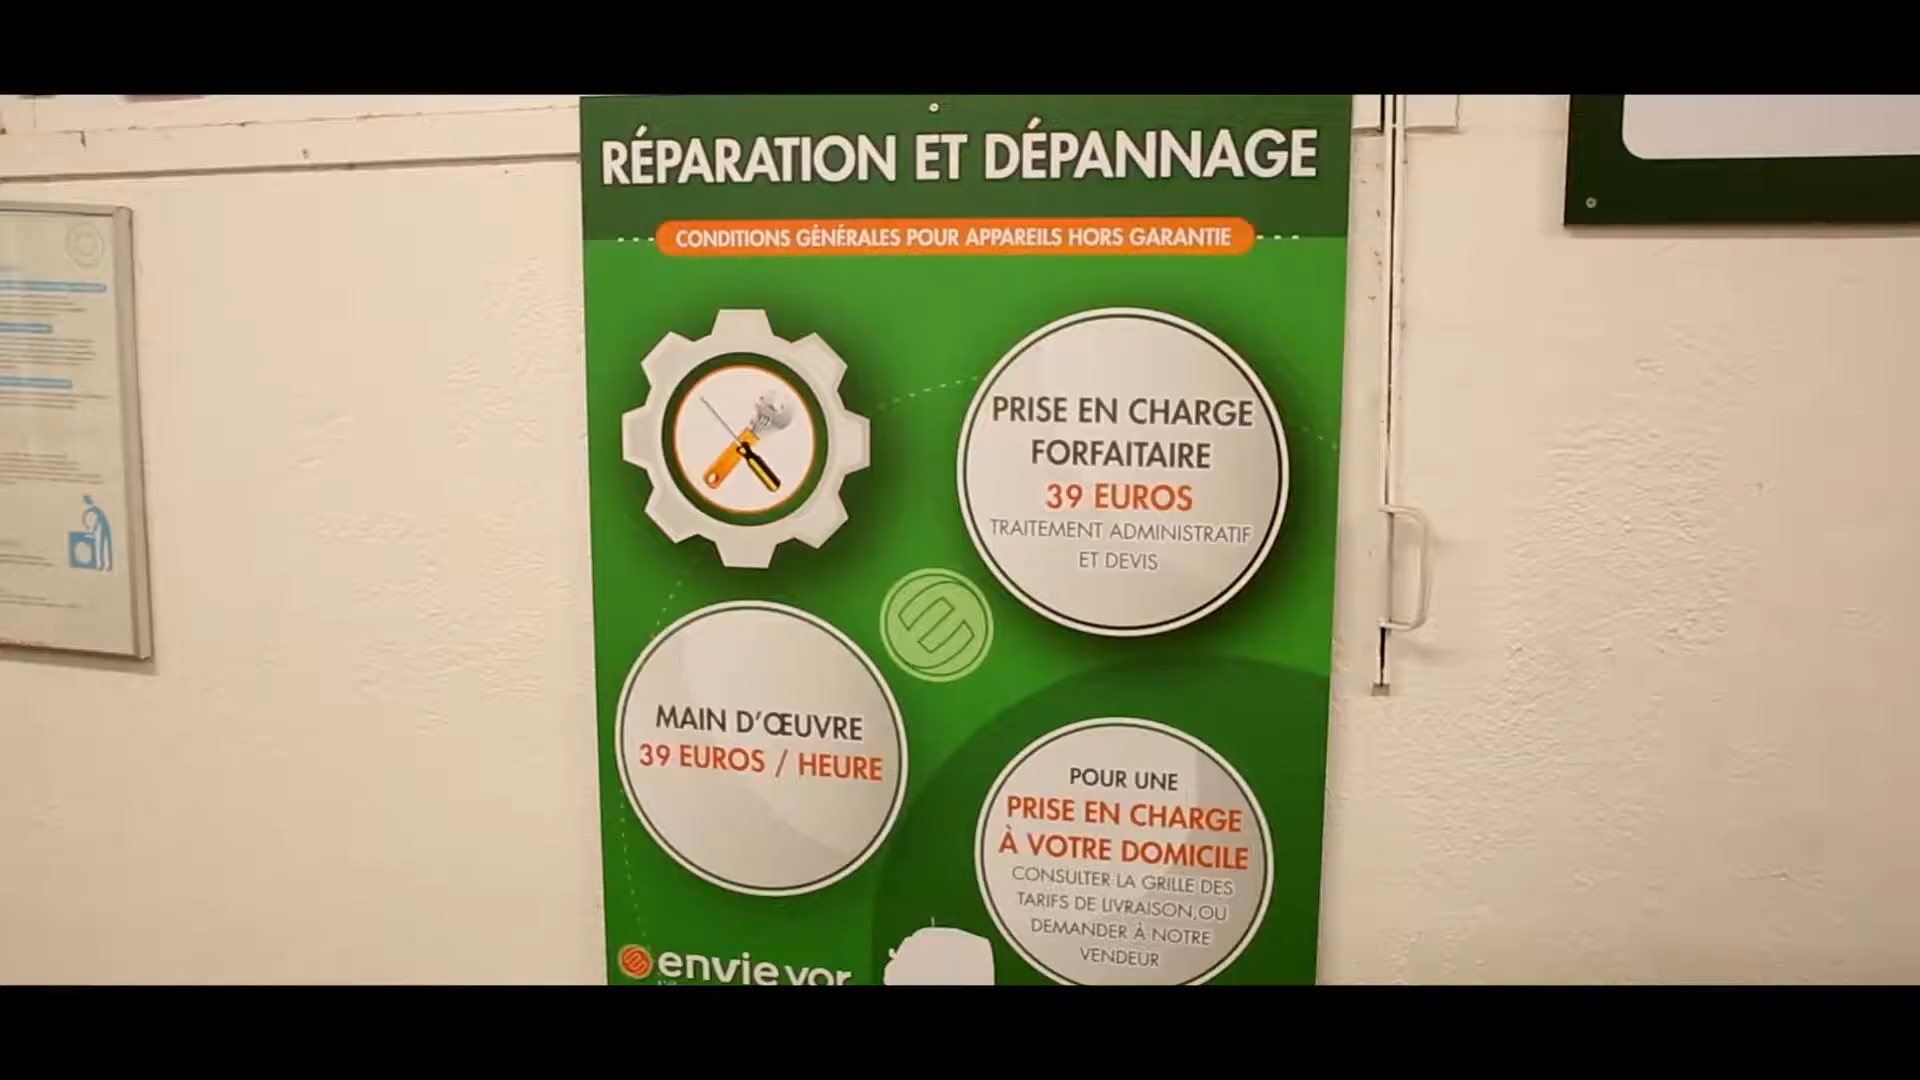 RÉPARATION ET DÉPANNAGE
CONDITIONS GÉNÉRALES POUR APPAREILS HORS GARANTIE
PRISE EN CHARGE
FORFAITAIRE
39 EUROS
TRAITEMENT ADMINISTRATIF
ET DEVIS
MAIN D'ŒUVRE
39 EUROS / HEURE
POUR UNE
PRISE EN CHARGE
À VOTRE DOMICILE
CONSULTER LA GRILLE DES
TARIFS DE LIVRAISON, OU
DEMANDER À NOTRE
VENDEUR
envie vor